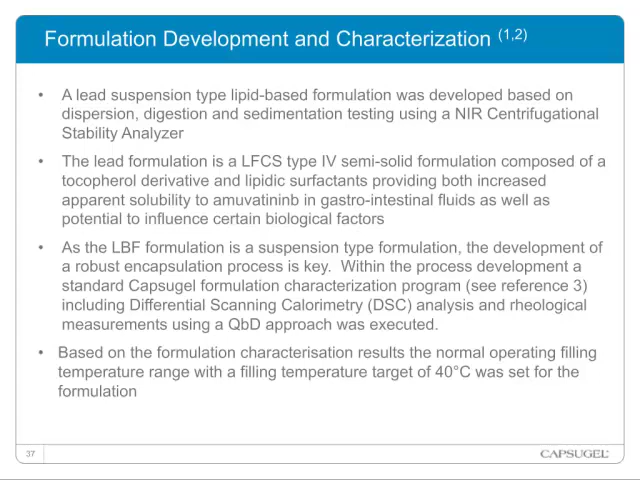 Formulation Development and Characterization (1,2)
• A lead suspension type lipid-based formulation was developed based on
dispersion, digestion and sedimentation testing using a NIR Centrifugational
Stability Analyzer
• The lead formulation is a LFCS type IV semi-solid formulation composed of a
tocopherol derivative and lipidic surfactants providing both increased
apparent solubility to amuvatininb in gastro-intestinal fluids as well as
potential to influence certain biological factors
• As the LBF formulation is a suspension type formulation, the development of
a robust encapsulation process is key. Within the process development a
standard Capsugel formulation characterization program (see reference 3)
including Differential Scanning Calorimetry (DSC) analysis and rheological
measurements using a QbD approach was executed.
• Based on the formulation characterisation results the normal operating filling
temperature range with a filling temperature target of 40°C was set for the
formulation
37
CAPSUGEL